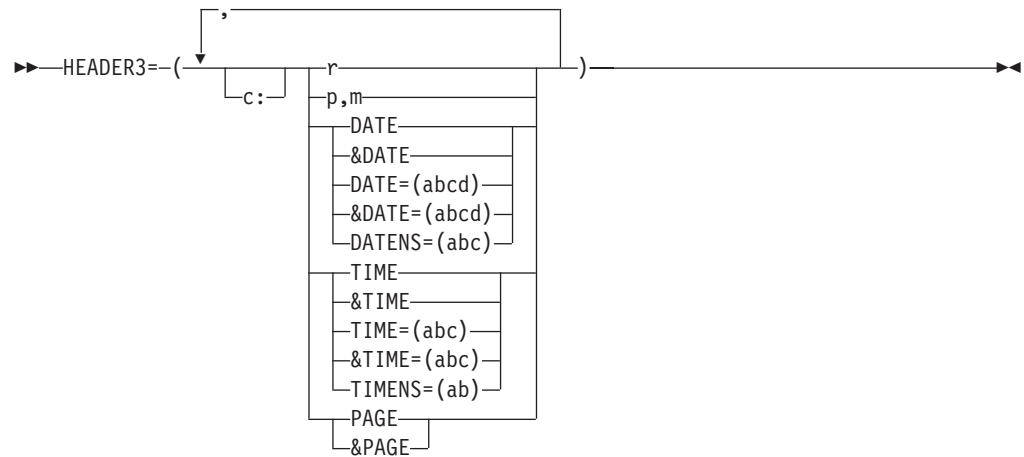 ,
HEADER3= ( r )
c:
p,m
DATE
&DATE
DATE=(abcd)
&DATE=(abcd)
DATENS=(abc)
TIME
&TIME
TIME=(abc)
&TIME=(abc)
TIMENS=(ab)
PAGE
&PAGE